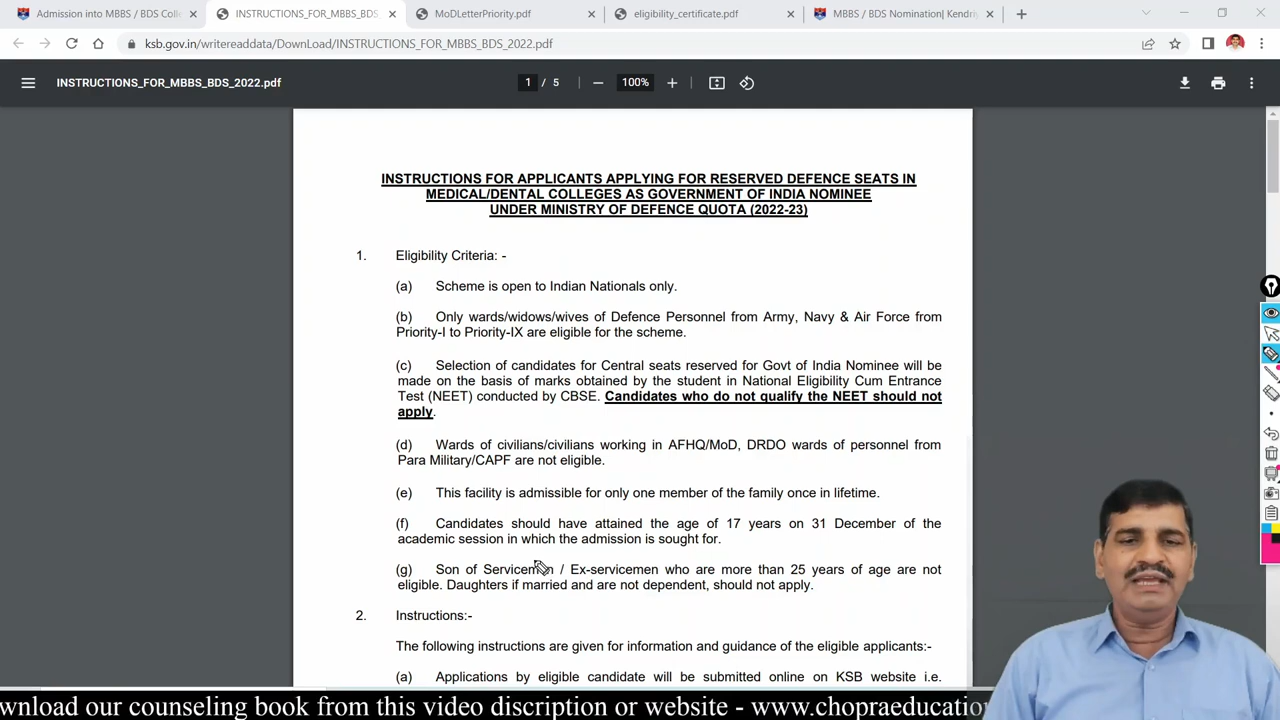 Admission into MBBS / BDS Colle
INSTRUCTIONS_FOR_MBBS_BDS_
MoDLetterPriority.pdf
eligibility_certificate.pdf
MBBS / BDS Nomination| Kendri
ksb.gov.in/writereaddata/DownLoad/INSTRUCTIONS_FOR_MBBS_BDS_2022.pdf
INSTRUCTIONS_FOR_MBBS_BDS_2022.pdf
1 / 5
100%
INSTRUCTIONS FOR APPLICANTS APPLYING FOR RESERVED DEFENCE SEATS IN
MEDICAL/DENTAL COLLEGES AS GOVERNMENT OF INDIA NOMINEE
UNDER MINISTRY OF DEFENCE QUOTA (2022-23)
1. Eligibility Criteria: -
(a) Scheme is open to Indian Nationals only.
(b) Only wards/widows/wives of Defence Personnel from Army, Navy & Air Force from
Priority-I to Priority-IX are eligible for the scheme.
(c) Selection of candidates for Central seats reserved for Govt of India Nominee will be
made on the basis of marks obtained by the student in National Eligibility Cum Entrance
Test (NEET) conducted by CBSE. Candidates who do not qualify the NEET should not
apply.
(d) Wards of civilians/civilians working in AFHQ/MoD, DRDO wards of personnel from
Para Military/CAPF are not eligible.
(e) This facility is admissible for only one member of the family once in lifetime.
(f) Candidates should have attained the age of 17 years on 31 December of the
academic session in which the admission is sought for.
(g) Son of Servicemen / Ex-servicemen who are more than 25 years of age are not
eligible. Daughters if married and are not dependent, should not apply.
2. Instructions:-
The following instructions are given for information and guidance of the eligible applicants:-
(a) Applications by eligible candidate will be submitted online on KSB website i.e.
wnload our counseling book from this video discription or website - www.chopraeducatio